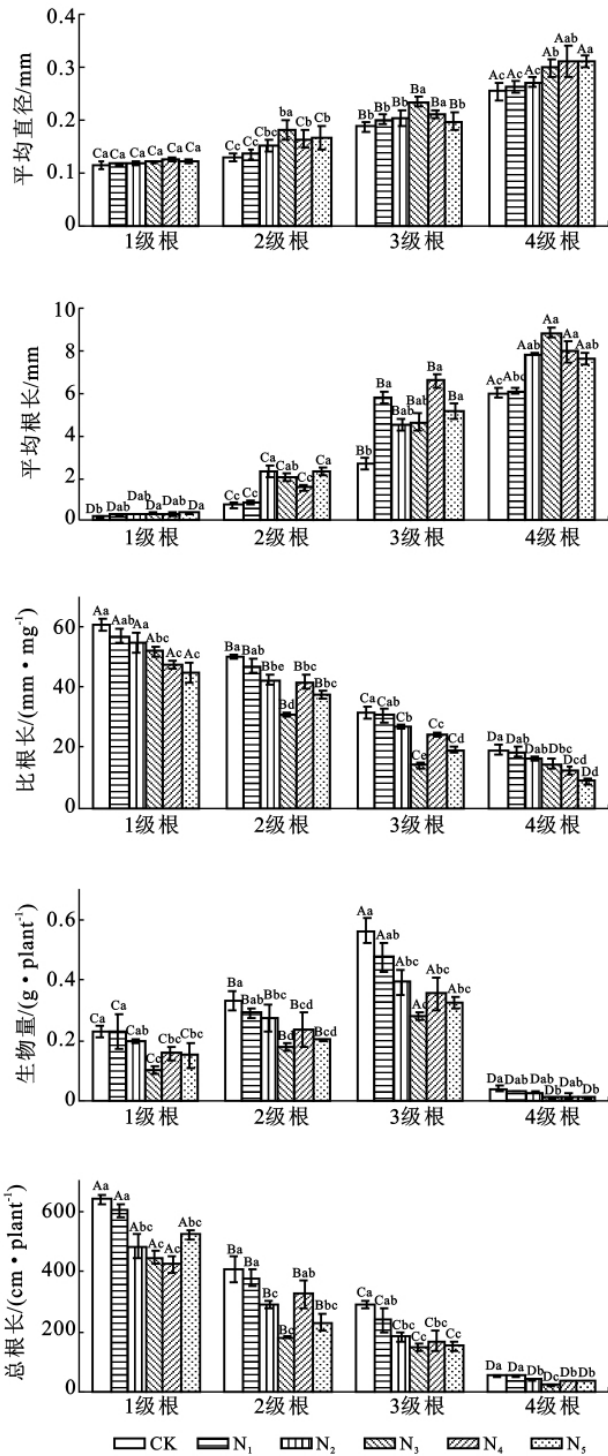 平均直径/mm
0.4
0.3
0.2
0.1
0
Ca Ca Ca Ca Ca Ca
Cc Cc Cbc ba Cb Cb
Bb Bb Bb Ba Ba Bb
Ac Ac Ac Ab Aab Aa
1级根 2级根 3级根 4级根
平均根长/mm
10
8
6
4
2
0
Db Dab Dab Da Dab Da
Cc Cc Ca Cab Cc Ca
Bb Ba Bab Bab Ba Ba
Ac Abc Aab Aa Aa Aab
1级根 2级根 3级根 4级根
比根长/(mm•mg⁻¹)
60
40
20
0
Aa Aab Aa Abc Ac Ac
Ba Bab Bbe Bd Bbc Bbc
Ca Cab Cb Ce Cc Cd
Da Dab Dab Dbc Dcd Dd
1级根 2级根 3级根 4级根
生物量/(g•plant⁻¹)
0.6
0.4
0.2
0
Ca Ca Cab Cc Cbc Cbc
Ba Bab Bbc Bd Bcd Bcd
Aa Aab Abc Ac Abc Abc
Da Dab Dab Db Dab Db
1级根 2级根 3级根 4级根
总根长/(cm•plant⁻¹)
600
400
200
0
Aa Aa Abc Ac Ac Abc
Ba Ba Bc Bc Bab Bbc
Ca Cab Cbc Cc Cbc Cc
Da Da Db Dc Db Db
1级根 2级根 3级根 4级根
CK N₁ N₂ N₃ N₄ N₅